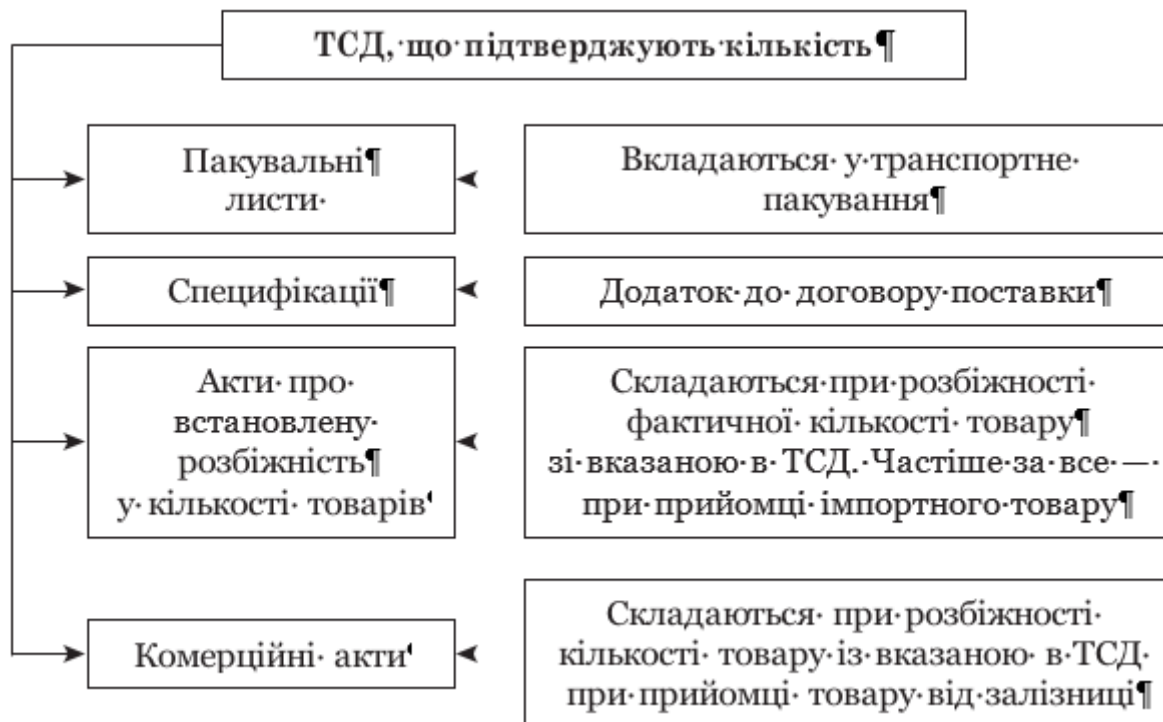 ТСД,·що·підтверджують·кількість¶
Пакувальні¶
листи·
Вкладаються·у·транспортне·
пакування¶
Специфікації¶
Додаток·до·договору·поставки¶
Акти·про·
встановлену·
розбіжність¶
у·кількості·товарів
Складаються·при·розбіжності·
фактичної·кількості·товару¶
зі·вказаною·в·ТСД.·Частіше·за·все·—·
при·прийомці·імпортного·товару¶
Комерційні·акти
Складаються·при·розбіжності·
кількості·товару·із·вказаною·в·ТСД·
при·прийомці·товару·від·залізниці¶